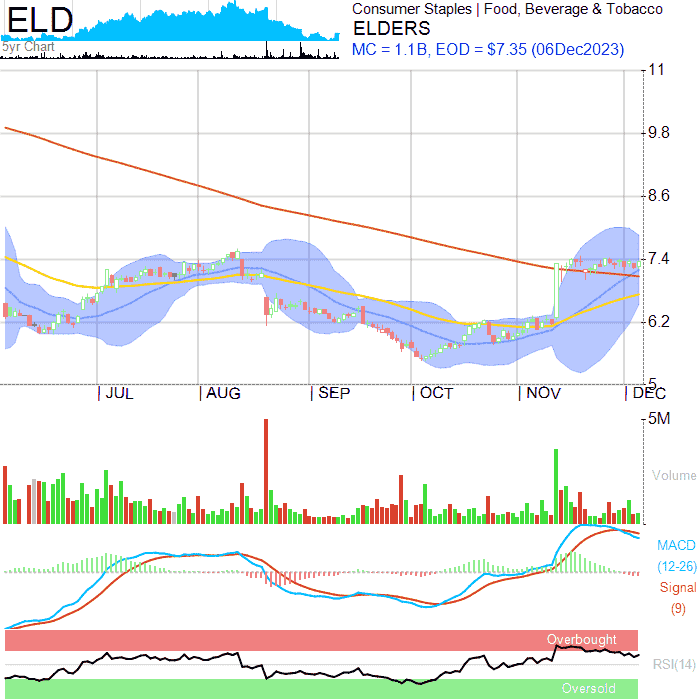 ELD
5yr Chart
Consumer Staples | Food, Beverage & Tobacco
ELDERS
MC = 1.1B, EOD = $7.35 (06Dec2023)
11
9.8
8.6
7.4
6.2
5
JUL AUG SEP OCT NOV DEC
5M
Volume
MACD
(12-26)
Signal
(9)
Overbought
RSI(14)
Oversold